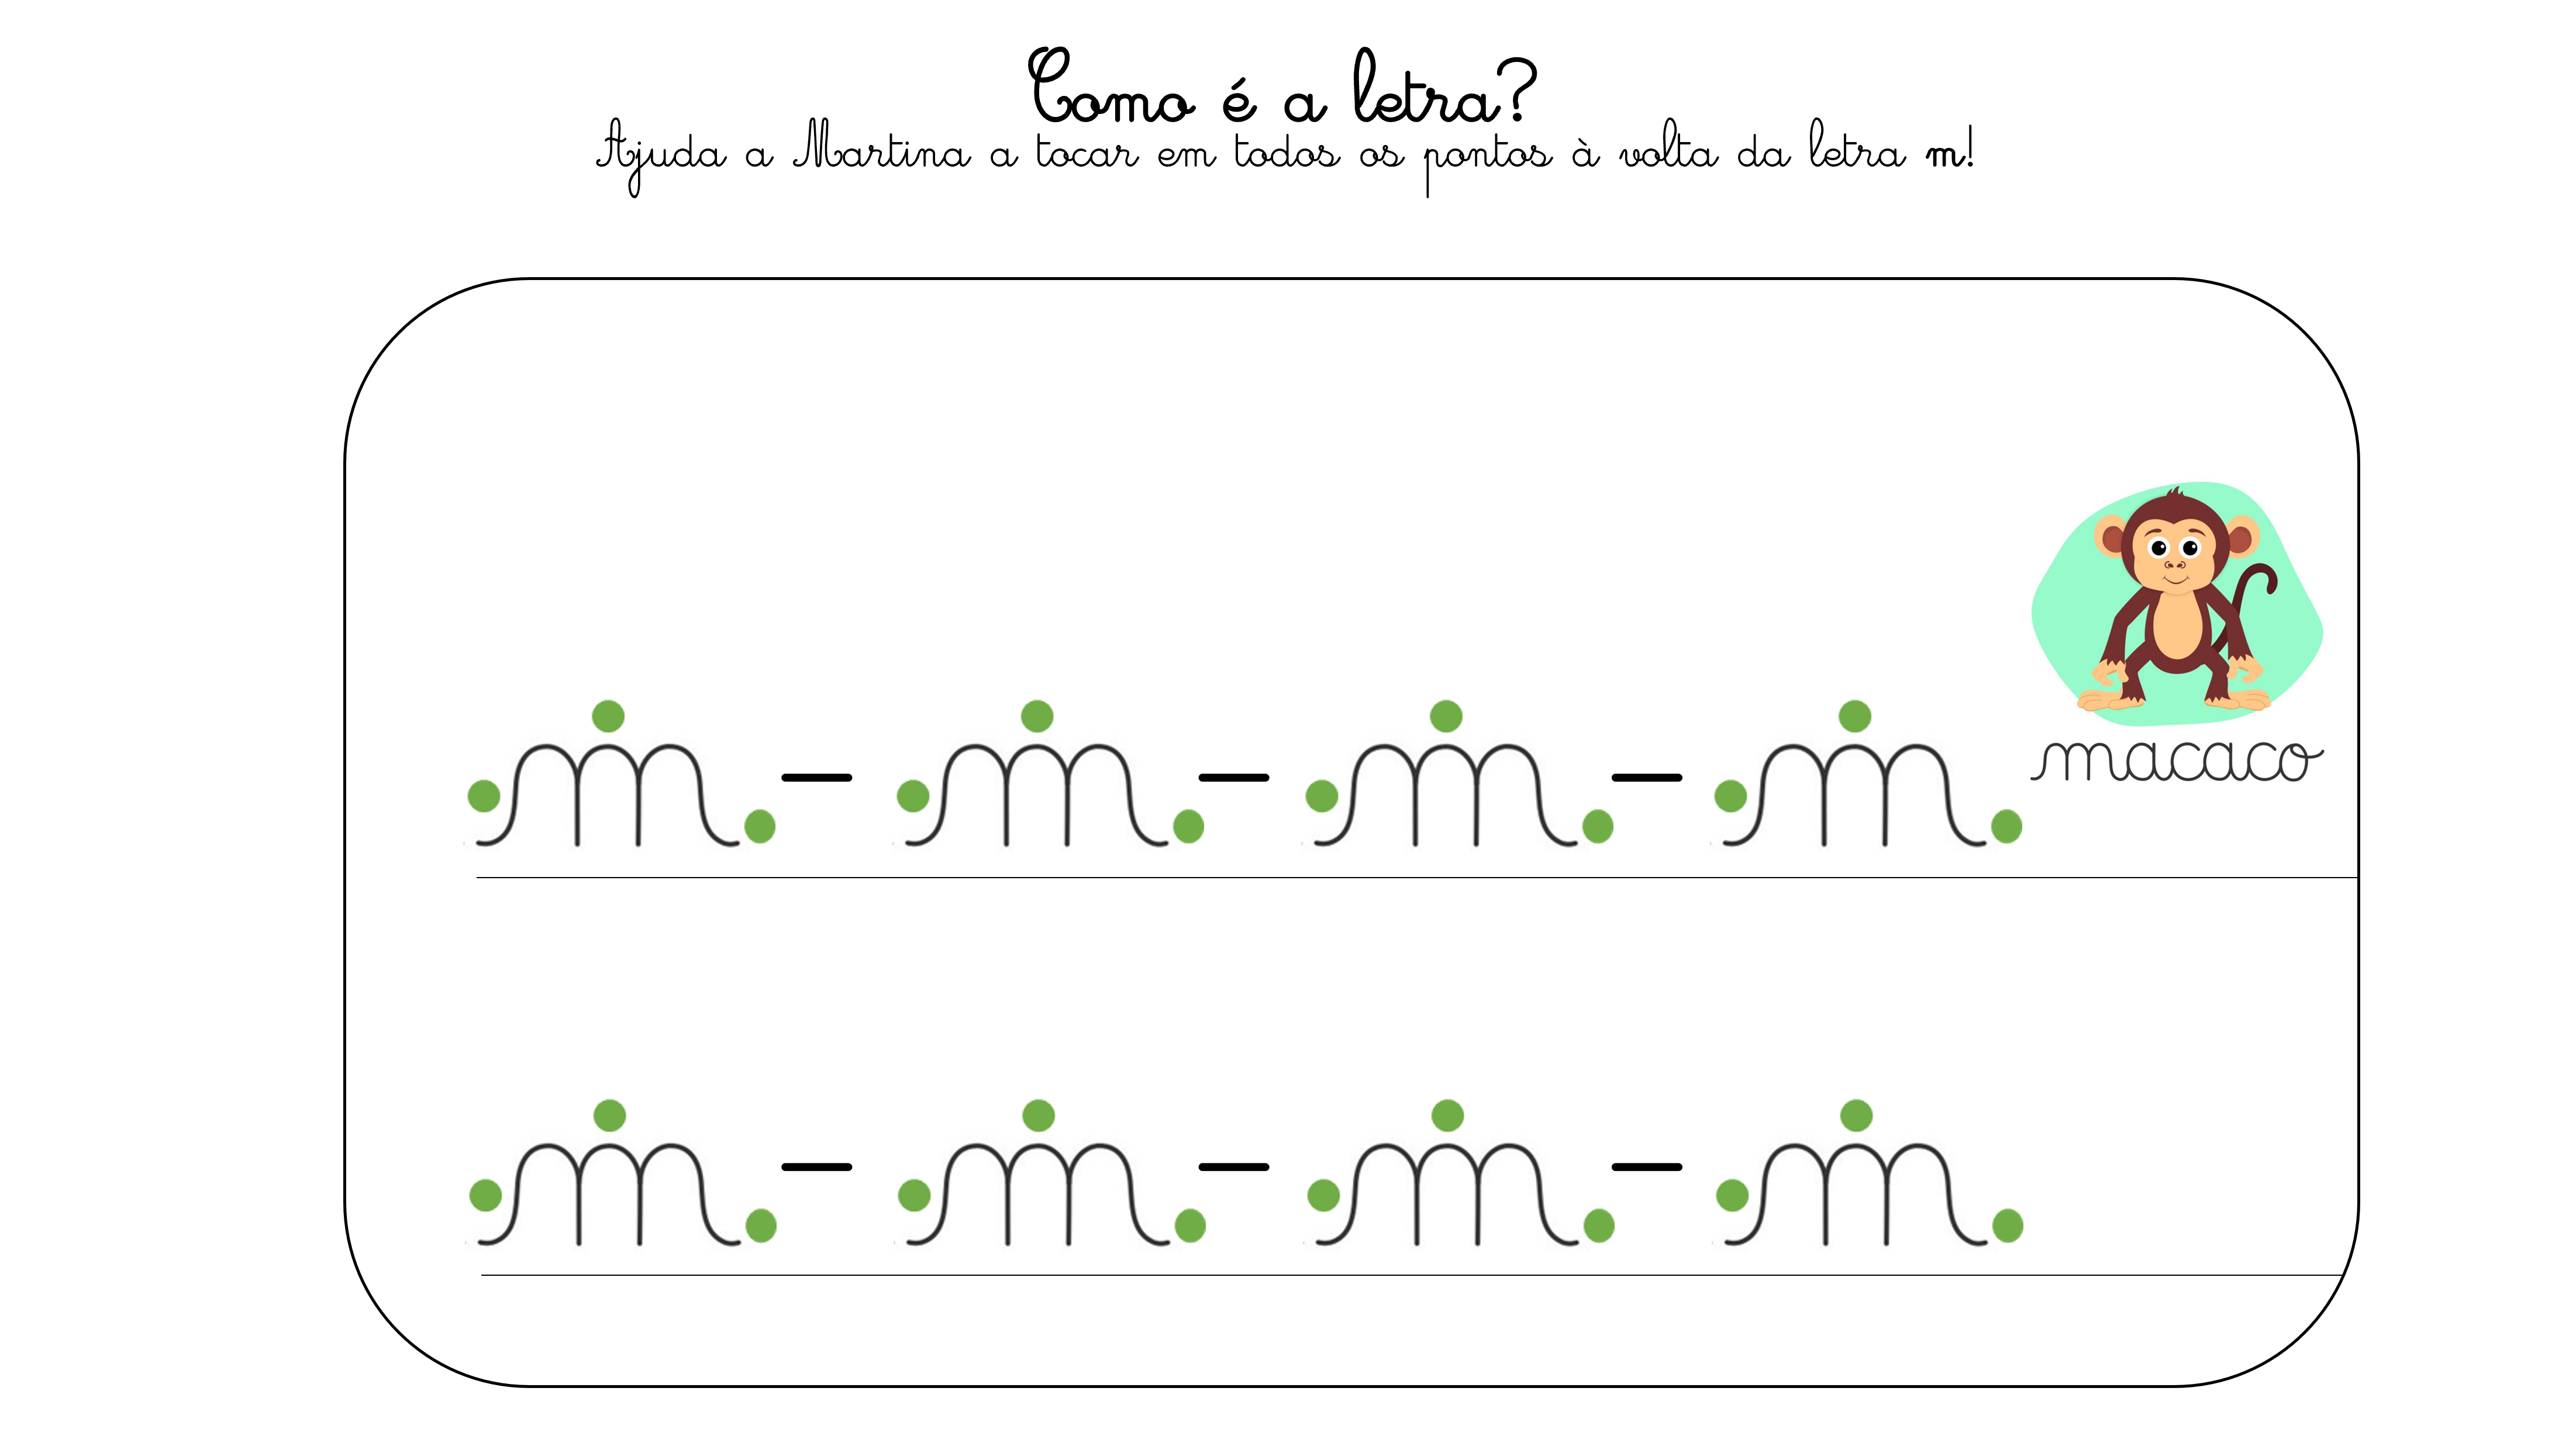 Como é a letra?
Ajuda a Martina a tocar em todos os pontos à volta da letra m!
macaco
m - m - m - m
m - m - m - m